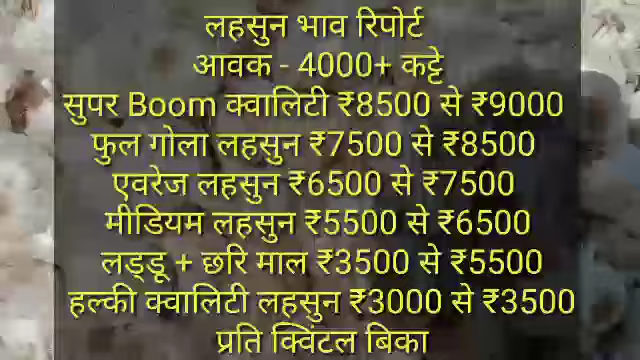 लहसुन भाव रिपोर्ट
आवक - 4000+ कट्टे
सुपर Boom क्वालिटी ₹8500 से ₹9000
फुल गोला लहसुन ₹7500 से ₹8500
एवरेज लहसुन ₹6500 से ₹7500
मीडियम लहसुन ₹5500 से ₹6500
लड्डू + छरि माल ₹3500 से ₹5500
हल्की क्वालिटी लहसुन ₹3000 से ₹3500
प्रति क्विंटल बिका